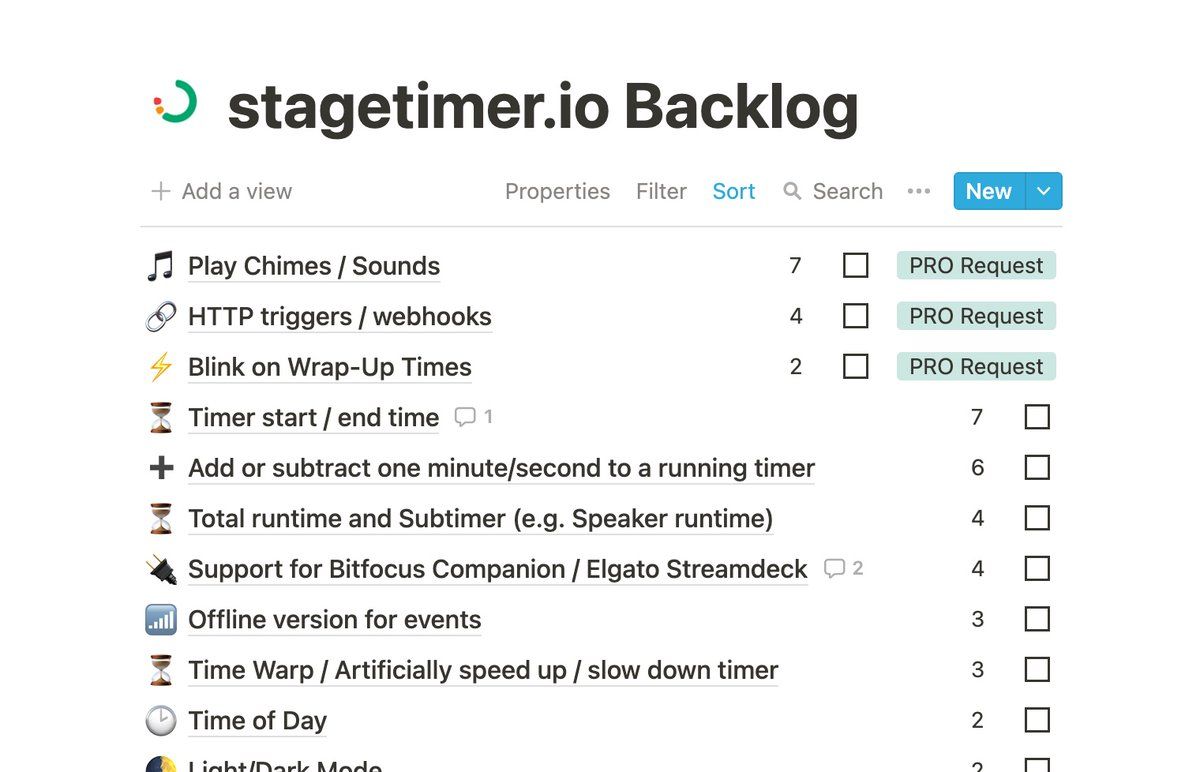 stagetimer.io Backlog
Add a view Properties Filter Sort Search New
Play Chimes / Sounds 7 PRO Request
HTTP triggers / webhooks 4 PRO Request
Blink on Wrap-Up Times 2 PRO Request
Timer start / end time 1 7
Add or subtract one minute/second to a running timer 6
Total runtime and Subtimer (e.g. Speaker runtime) 4
Support for Bitfocus Companion / Elgato Streamdeck 2 4
Offline version for events 3
Time Warp / Artificially speed up / slow down timer 3
Time of Day 2
Light/Dark Mode 2